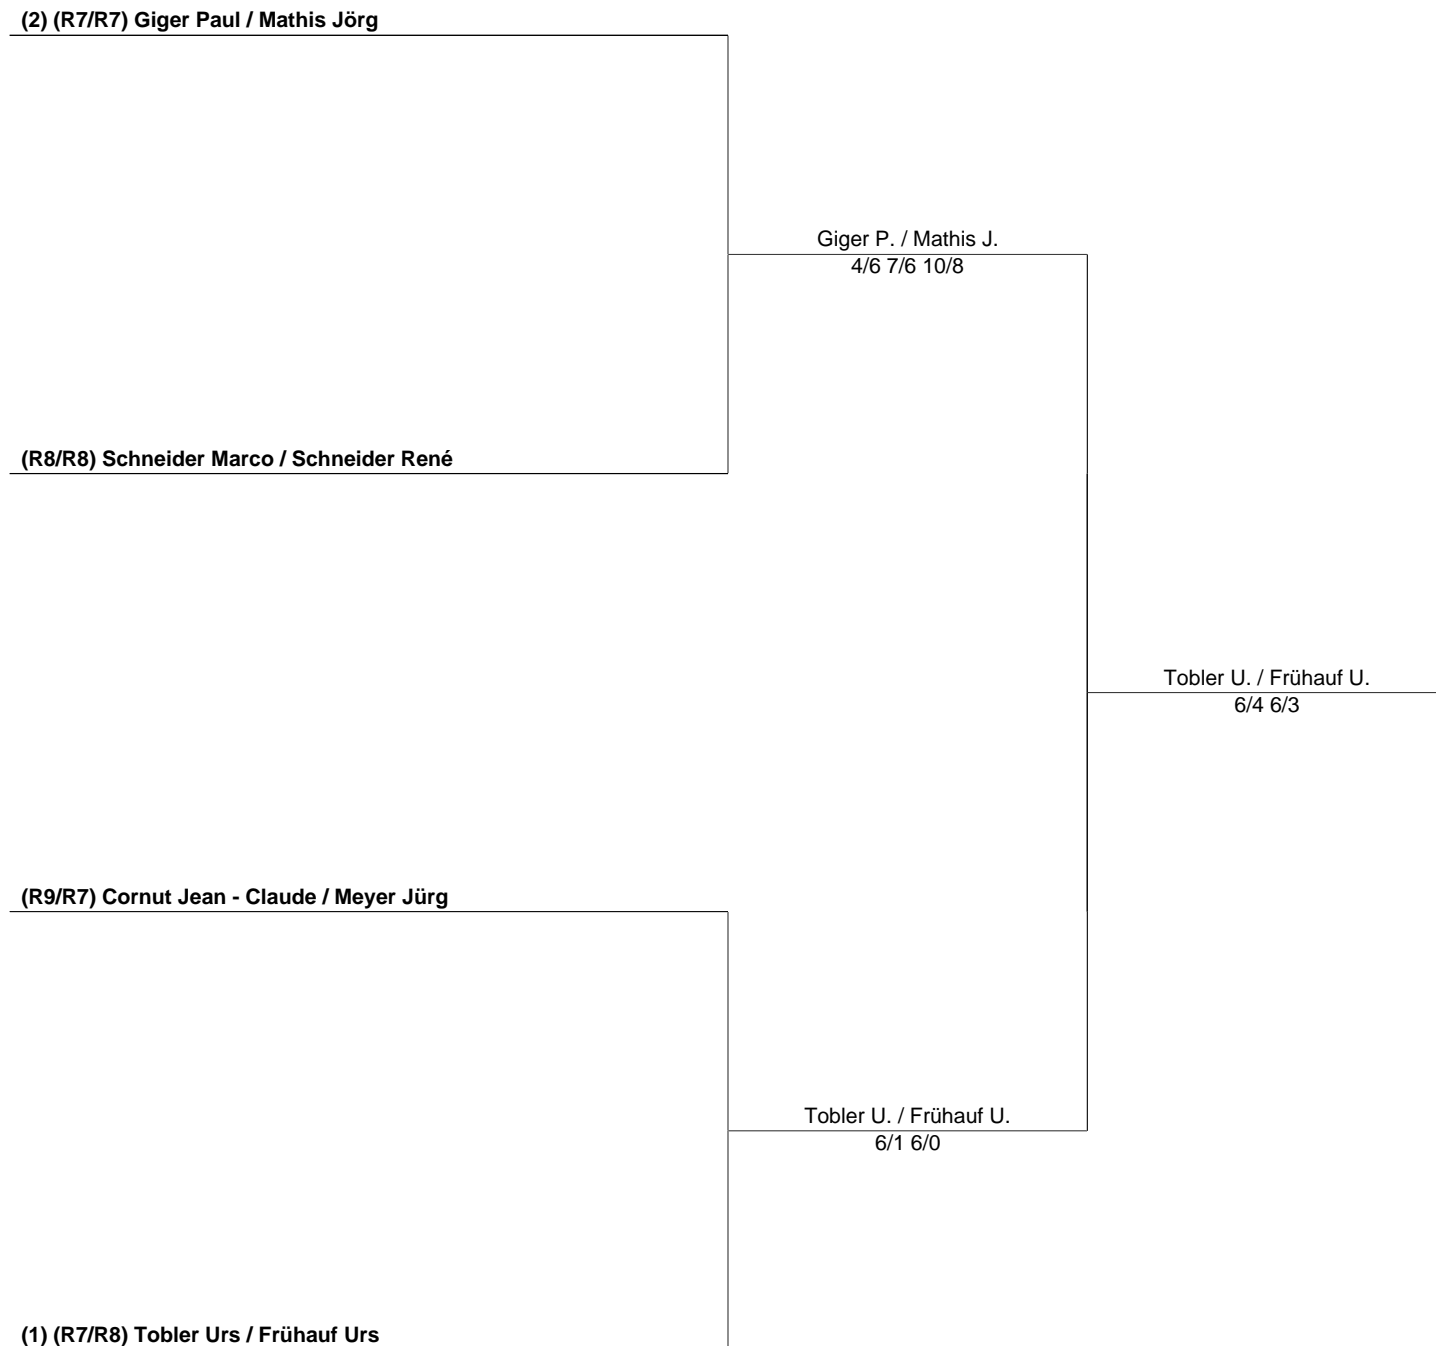 (2) (R7/R7) Giger Paul / Mathis Jörg
Giger P. / Mathis J.
4/6 7/6 10/8
(R8/R8) Schneider Marco / Schneider René
Tobler U. / Frühauf U.
6/4 6/3
(R9/R7) Cornut Jean - Claude / Meyer Jürg
Tobler U. / Frühauf U.
6/1 6/0
(1) (R7/R8) Tobler Urs / Frühauf Urs